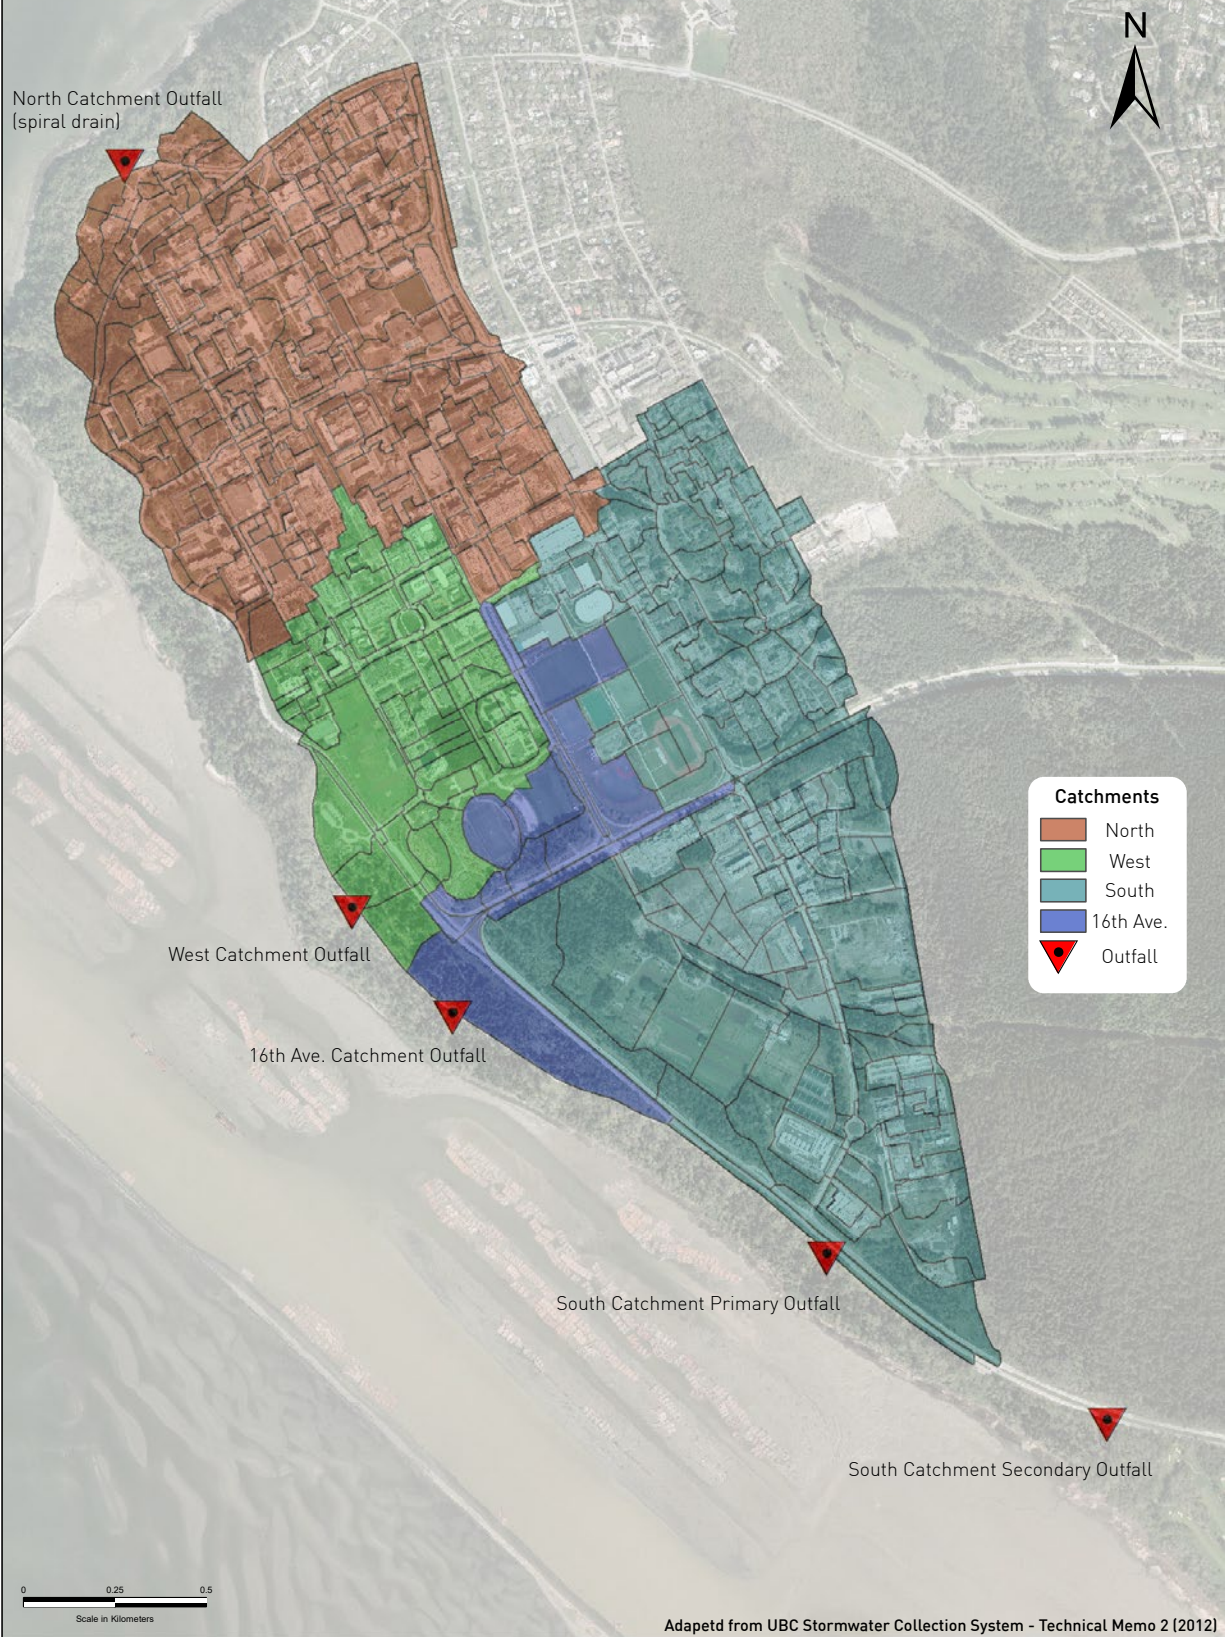 N
North Catchment Outfall
(spiral drain)
Catchments
North
West
South
16th Ave.
Outfall
West Catchment Outfall
16th Ave. Catchment Outfall
South Catchment Primary Outfall
South Catchment Secondary Outfall
0 0.25 0.5
Scale in Kilometers
Adapetd from UBC Stormwater Collection System - Technical Memo 2 (2012)